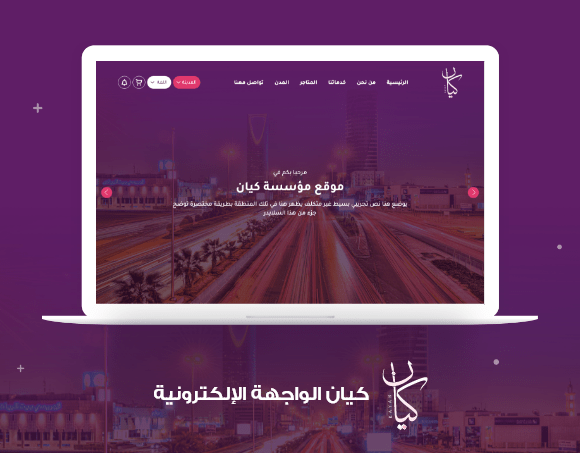 الرئيسية من نحن خدماتنا المتاجر المدن تواصل معنا
المدينة
اللغة
كيان
مرحبا بكم في
موقع مؤسسة كيان
يوضع هنا نص تجريبي بسيط غير متكلف يظهر هنا في تلك المنطقة بطريقة مختصرة توضح
جزء من هذا السلايدر
كيان
KAYAN
كيان الواجهة الإلكترونية